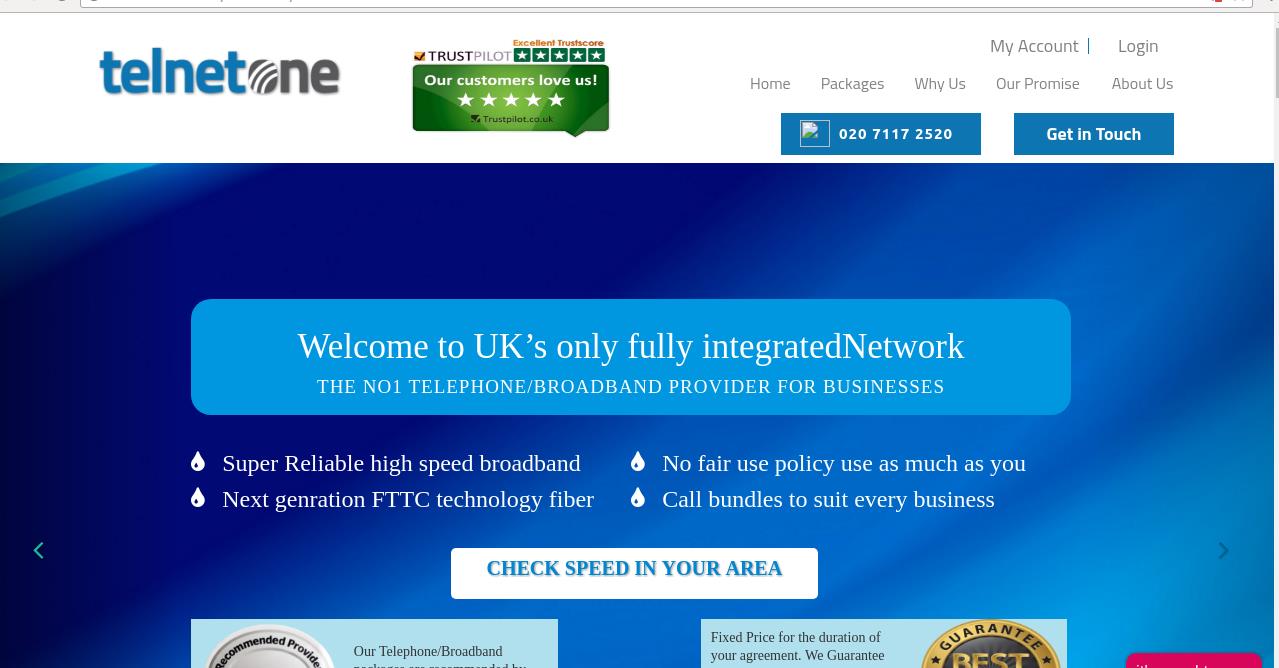 My Account | Login
telnetone
Excellent Trustscore
TRUSTPILOT
Our customers love us!
Trustpilot.co.uk
Home Packages Why Us Our Promise About Us
020 7117 2520 Get in Touch
Welcome to UK’s only fully integratedNetwork
THE NO1 TELEPHONE/BROADBAND PROVIDER FOR BUSINESSES
Super Reliable high speed broadband
No fair use policy use as much as you
Next genration FTTC technology fiber
Call bundles to suit every business
CHECK SPEED IN YOUR AREA
Recommended Provide
Our Telephone/Broadband
packages are recommended by
Fixed Price for the duration of
your agreement. We Guarantee
GUARANTEE
BEST